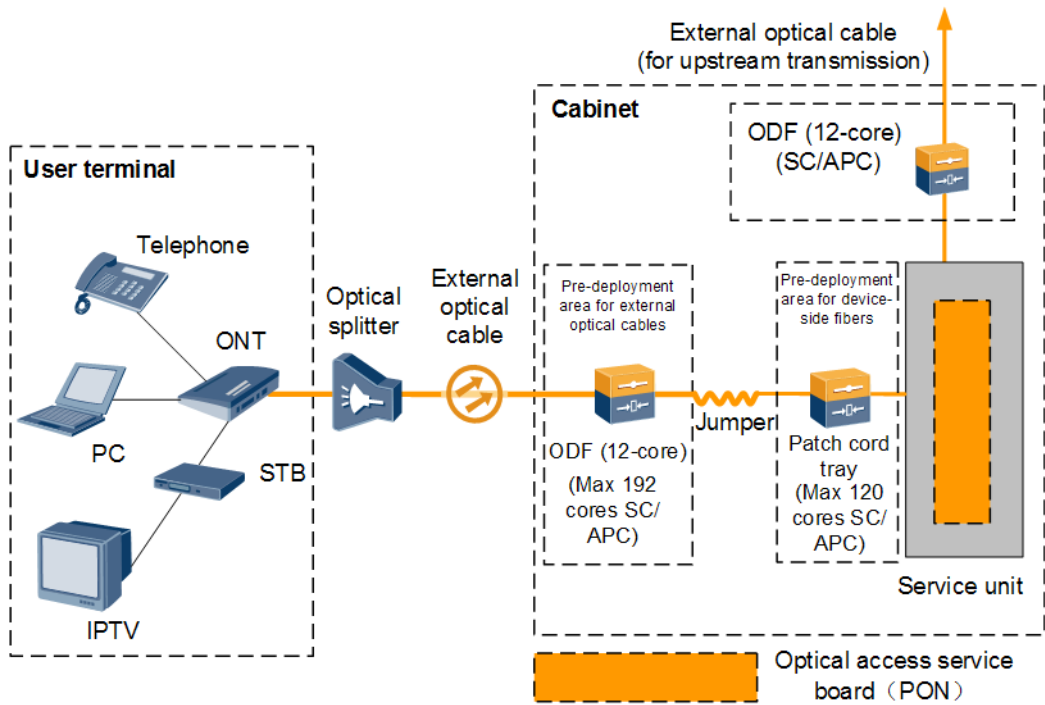 External optical cable
(for upstream transmission)
Cabinet
ODF (12-core)
(SC/APC)
User terminal
Telephone
ONT
PC
STB
IPTV
Optical
splitter
External
optical
cable
Pre-deployment
area for external
optical cables
ODF (12-core)
(Max 192
cores SC/
APC)
Jumper
Pre-deployment
area for device-
side fibers
Patch cord
tray
(Max 120
cores SC/
APC)
Service unit
Optical access service
board（PON）